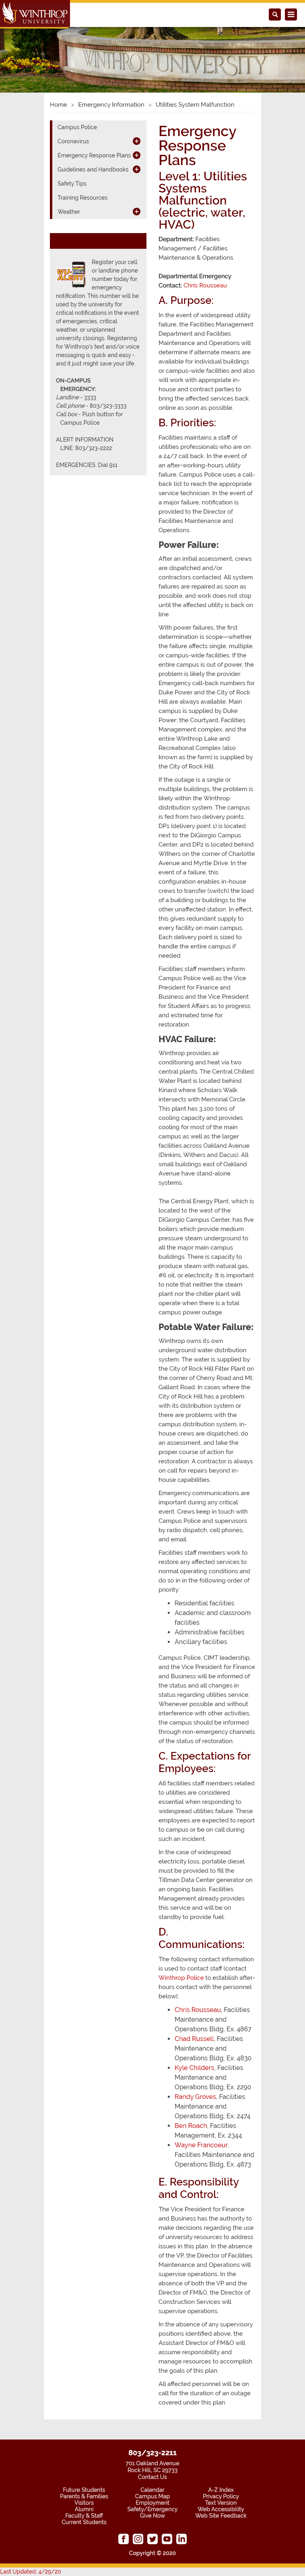 WINTHROP
UNIVERSITY
WINTHROP UNIVERSITY
Home > Emergency Information > Utilities System Malfunction
Campus Police
Coronavirus
Emergency Response Plans
Guidelines and Handbooks
Safety Tips
Training Resources
Weather
Register your cell
or landline phone
number today for
emergency
notification. This number will be
used by the university for
critical notifications in the event
of emergencies, critical
weather, or unplanned
university closings. Registering
for Winthrop's text and/or voice
messaging is quick and easy -
and it just might save your life.
ON-CAMPUS
EMERGENCY:
Landline - 3333
Cell phone - 803/323-3333
Call box - Push button for
Campus Police
ALERT INFORMATION
LINE: 803/323-2222
EMERGENCIES: Dial 911
Emergency
Response
Plans
Level 1: Utilities
Systems
Malfunction
(electric, water,
HVAC)
Department: Facilities
Management / Facilities
Maintenance & Operations
Departmental Emergency
Contact: Chris Rousseau
A. Purpose:
In the event of widespread utility
failure, the Facilities Management
Department and Facilities
Maintenance and Operations will
determine if alternate means are
available for individual buildings
or campus-wide facilities and also
will work with appropriate in-
house and contract parties to
affected the affected services back
online as soon as possible.
B. Priorities:
Facilities maintains a staff of
utilities professionals who are on
a 24/7 call back. In the event of
an after-working-hours utility
failure, Campus Police uses a call-
back list to request the appropriate
service technician. In the event of
a major failure, notification is
provided to the Director of
Facilities Maintenance and
Operations.
Power Failure:
After an initial assessment, crews
are dispatched and/or
contractors contacted. All system
failures are repaired as soon as
possible, and work does not stop
until the affected utility is back on
line.
With power failures, the first
determination is scope—whether
the failure affects single, multiple,
or campus-wide facilities. If the
entire campus is out of power, the
problem is likely widespread.
Emergency call-back numbers for
Duke Power and the City of Rock
Hill are always available. Main
campus is supplied by Duke
Power, the Courtyard, Facilities
Management complex, and the
entire Winthrop Lake and
Recreational Complex (also
known as the farm) is supplied by
the City of Rock Hill.
If the outage is a single or
multiple buildings, the problem is
likely within the Winthrop
distribution system. The campus
is fed from two delivery points.
DP1 (delivery point 1) is located
next to the DiGiorgio Campus
Center, and DP2 is located behind
Withers on the corner of Charlotte
Avenue and Myrtle Drive. In the
event of a failure, this
configuration enables in-house
crews to transfer (switch) the load
of a building or buildings to the
other unaffected station. In effect,
this gives redundant supply to
every facility on main campus.
Each delivery point is sized to
handle the entire campus if
needed.
Facilities staff members inform
Campus Police well as the Vice
President for Finance and
Business and the Vice President
for Student Affairs as to progress
and estimated time for
restoration.
HVAC Failure:
Winthrop provides air
conditioning and heat via two
central plants. The Central Chilled
Water Plant is located behind
Kinard where Scholars Walk
intersects with Memorial Circle.
This plant has 3,100 tons of
cooling capacity and provides
cooling for most of the main
campus as well as the larger
facilities across Oakland Avenue
(Dinkins, Withers and Dacus). All
small buildings east of Oakland
Avenue have stand-alone
systems.
The Central Energy Plant, which is
located to the west of the
DiGiorgio Campus Center, has five
boilers which provide medium
pressure steam underground to
all the major main campus
buildings. There is capacity to
produce steam with natural gas,
#6 oil, or electricity. It is important
to note that neither the steam
plant nor the chiller plant will
operate when there is a total
campus power outage.
Potable Water Failure:
Winthrop owns its own
underground water distribution
system. The water is supplied by
the City of Rock Hill Filter Plant on
the corner of Cherry Road and Mt.
Gallant Road. In cases where the
City of Rock Hill has a problem
with its distribution system or
there are problems with the
campus distribution system, in-
house crews are dispatched, do
an assessment, and take the
proper course of action for
restoration. A contractor is always
on call for repairs beyond in-
house capabilities.
Emergency communications are
important during any critical
event. Crews keep in touch with
Campus Police and supervisors
by radio dispatch, cell phones,
and email.
Facilities staff members work to
restore any affected services to
normal operating conditions and
do so in in the following order of
priority:
Residential facilities
Academic and classroom
facilities
Administrative facilities
Ancillary facilities
Campus Police, CIMT leadership,
and the Vice President for Finance
and Business will be informed of
the status and all changes in
status regarding utilities service.
Whenever possible and without
interference with other activities,
the campus should be informed
through non-emergency channels
of the status of restoration.
C. Expectations for
Employees:
All facilities staff members related
to utilities are considered
essential when responding to
widespread utilities failure. These
employees are expected to report
to campus or be on call during
such an incident.
In the case of widespread
electricity loss, portable diesel
must be provided to fill the
Tillman Data Center generator on
an ongoing basis. Facilities
Management already provides
this service and will be on
standby to provide fuel.
D.
Communications:
The following contact information
is used to contact staff (contact
Winthrop Police to establish after-
hours contact with the personnel
below):
Chris Rousseau, Facilities
Maintenance and
Operations Bldg, Ex. 4867
Chad Russell, Facilities
Maintenance and
Operations Bldg, Ex. 4830
Kyle Childers, Facilities
Maintenance and
Operations Bldg, Ex. 2290
Randy Groves, Facilities
Maintenance and
Operations Bldg, Ex. 2474
Ben Roach, Facilities
Management, Ex. 2344
Wayne Francoeur,
Facilities Maintenance and
Operations Bldg, Ex. 4873
E. Responsibility
and Control:
The Vice President for Finance
and Business has the authority to
make decisions regarding the use
of university resources to address
issues in this plan. In the absence
of the VP, the Director of Facilities
Maintenance and Operations will
supervise operations. In the
absence of both the VP and the
Director of FM&O, the Director of
Construction Services will
supervise operations.
In the absence of any supervisory
positions identified above, the
Assistant Director of FM&O will
assume responsibility and
manage resources to accomplish
the goals of this plan.
All affected personnel will be on
call for the duration of an outage
covered under this plan.
803/323-2211
701 Oakland Avenue
Rock Hill, SC 29733
Contact Us
Future Students
Parents & Families
Visitors
Alumni
Faculty & Staff
Current Students
Calendar
Campus Map
Employment
Safety/Emergency
Give Now
A-Z Index
Privacy Policy
Text Version
Web Accessibility
Web Site Feedback
Copyright © 2020
Last Updated: 4/29/20